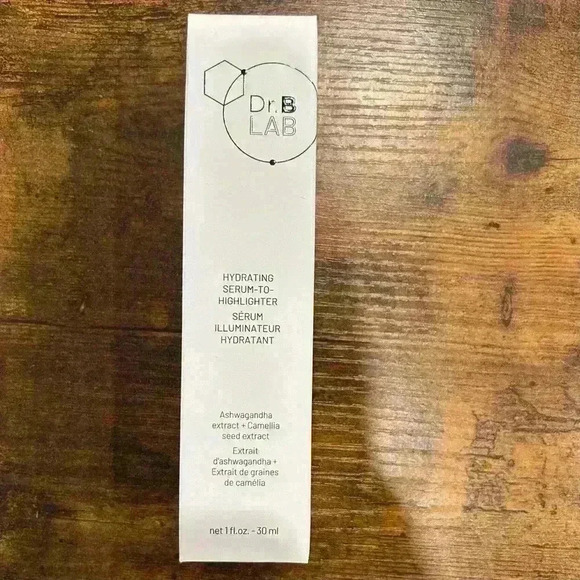 Dr.B
LAB
HYDRATING
SERUM-TO-
HIGHLIGHTER
SÉRUM
ILLUMINATEUR
HYDRATANT
Ashwagandha
extract + Camellia
seed extract
Extrait
d'ashwagandha +
Extrait de graines
de camélia
net 1 fl.oz. - 30 ml